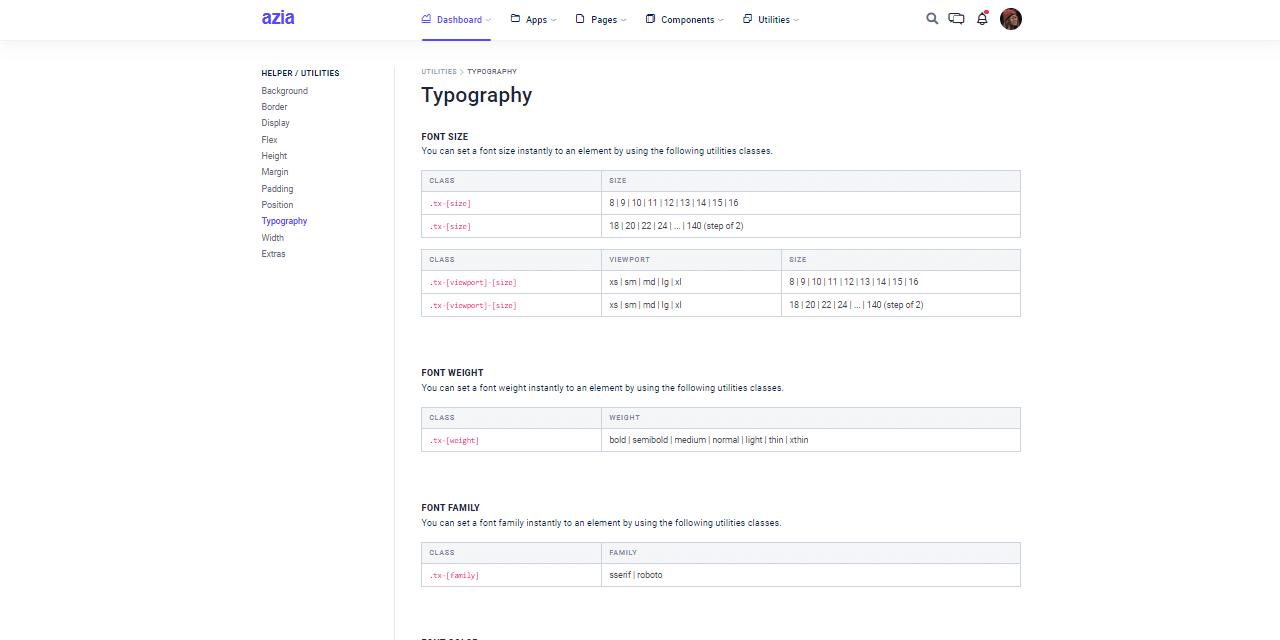 azia
Dashboard Apps Pages Components Utilities
HELPER / UTILITIES
Background
Border
Display
Flex
Height
Margin
Padding
Position
Typography
Width
Extras
UTILITIES > TYPOGRAPHY
Typography
FONT SIZE
You can set a font size instantly to an element by using the following utilities classes.
CLASS SIZE
.tx-[size] 8 | 9 | 10 | 11 | 12 | 13 | 14 | 15 | 16
.tx-[size] 18 | 20 | 22 | 24 | ... | 140 (step of 2)
CLASS VIEWPORT SIZE
.tx-[viewport]-[size] xs | sm | md | lg | xl 8 | 9 | 10 | 11 | 12 | 13 | 14 | 15 | 16
.tx-[viewport]-[size] xs | sm | md | lg | xl 18 | 20 | 22 | 24 | ... | 140 (step of 2)
FONT WEIGHT
You can set a font weight instantly to an element by using the following utilities classes.
CLASS WEIGHT
.tx-[weight] bold | semibold | medium | normal | light | thin | xthin
FONT FAMILY
You can set a font family instantly to an element by using the following utilities classes.
CLASS FAMILY
.tx-[family] sserif | roboto